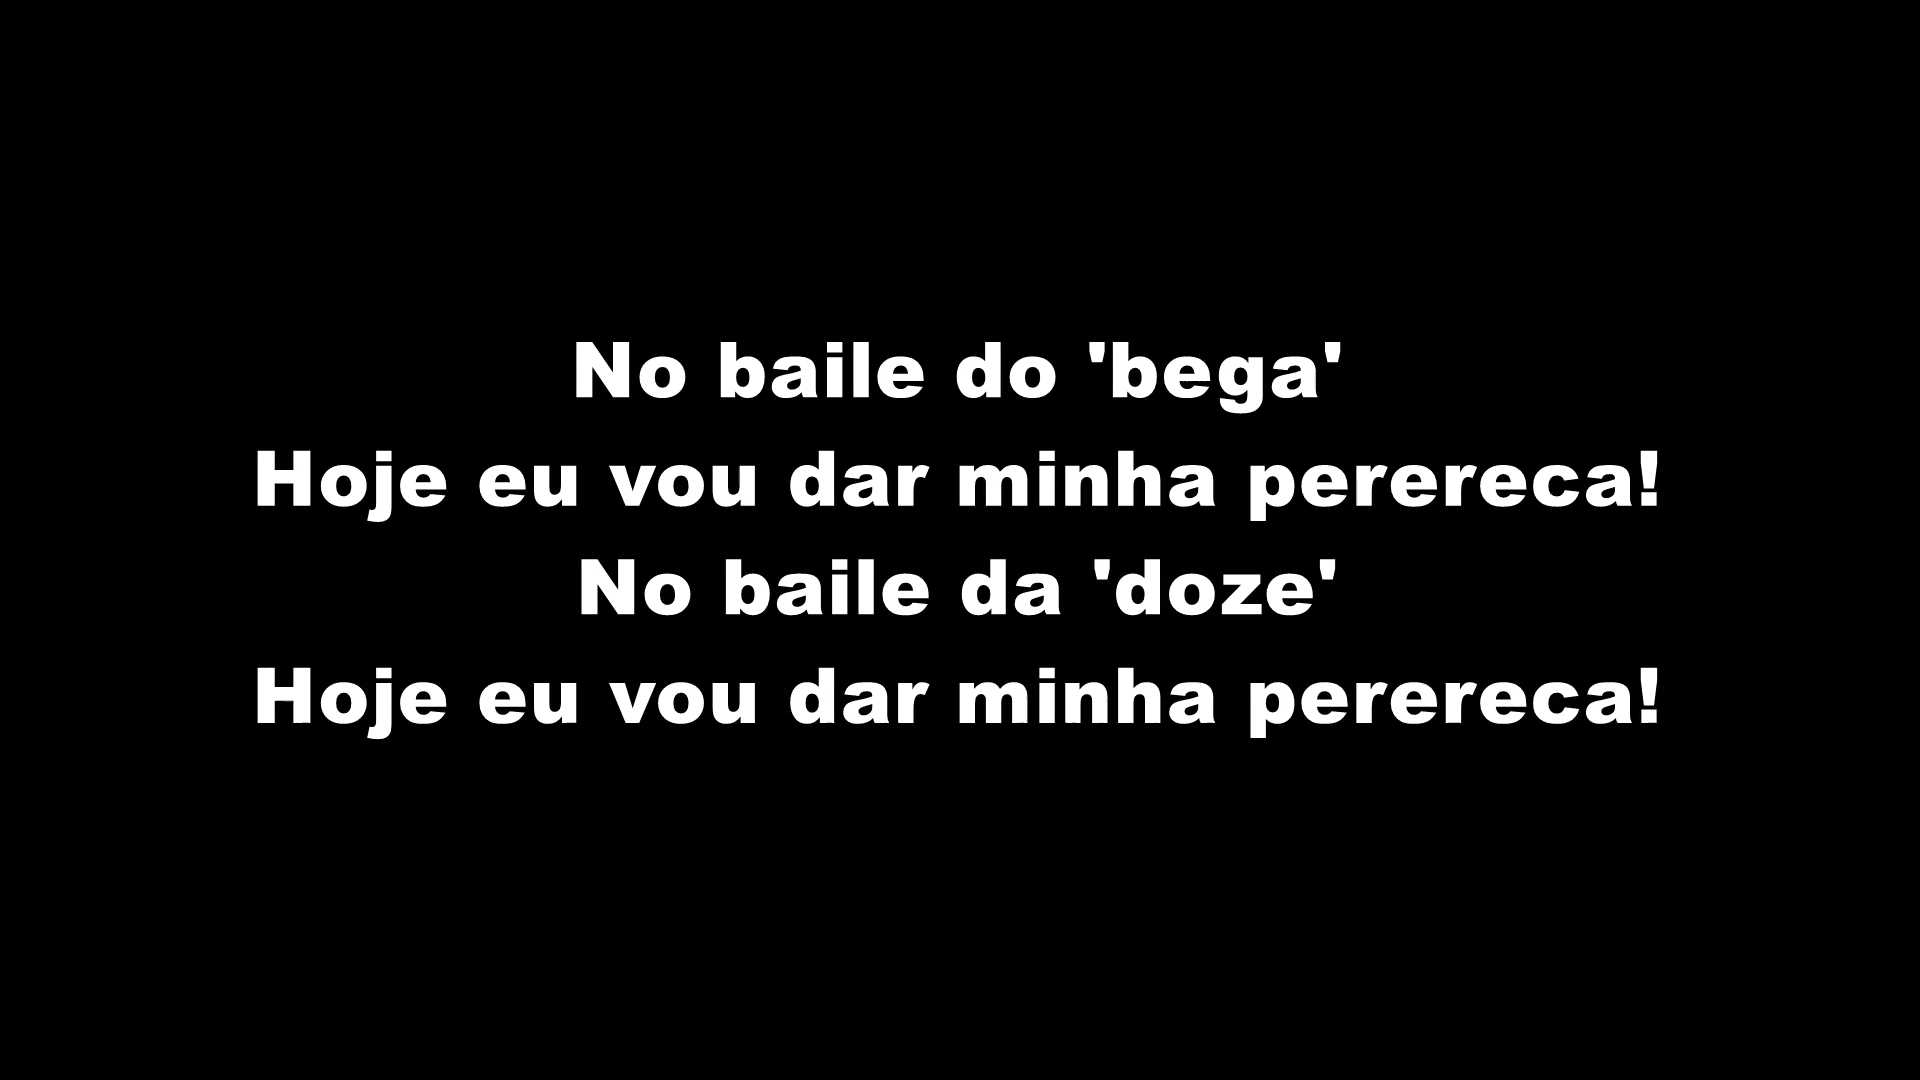 No baile do 'bega'
Hoje eu vou dar minha perereca!
No baile da 'doze'
Hoje eu vou dar minha perereca!